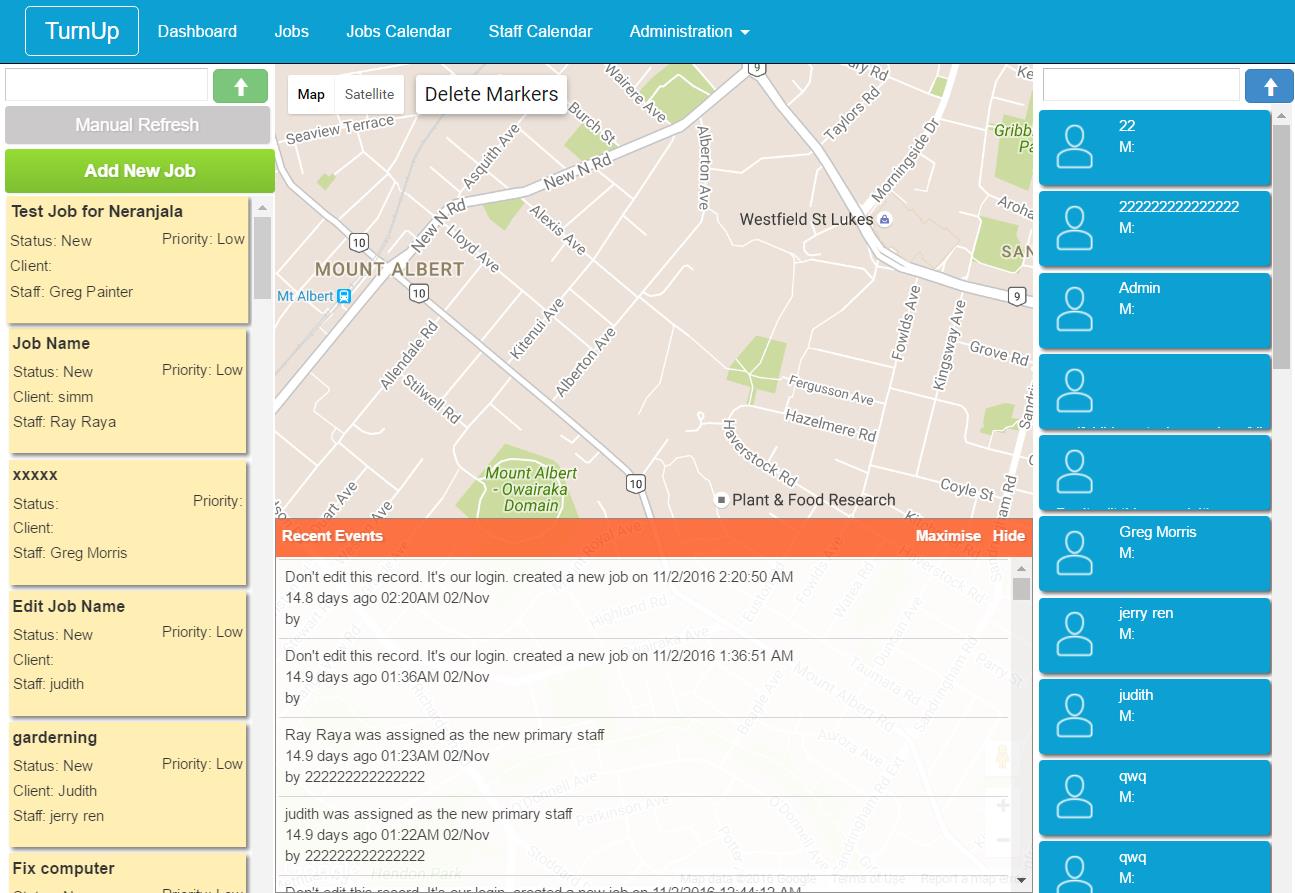 TurnUp Dashboard Jobs Jobs Calendar Staff Calendar Administration
Manual Refresh
Add New Job
Test Job for Neranjala
Status: New Priority: Low
Client:
Staff: Greg Painter
Job Name
Status: New Priority: Low
Client: simm
Staff: Ray Raya
xxxxx
Status: Priority:
Client:
Staff: Greg Morris
Edit Job Name
Status: New Priority: Low
Client:
Staff: judith
garderning
Status: New Priority: Low
Client: Judith
Staff: jerry ren
Fix computer
Map Satellite
Delete Markers
Seaview Terrace
Wairere Ave
Burch St
Asquith Ave
New N Rd
Alberton Ave
Taylors Rd
Morningside Dr
9
Westfield St Lukes
New N Rd
Alexis Ave
Lloyd Ave
10
MOUNT ALBERT
Mt Albert
10
9
Kitenui Ave
Allendale Rd
Alberton Ave
Stilwell Rd
Fowlds Ave
Kingsway Ave
Grove Rd
Fergusson Ave
Hazelmere Rd
Haverstock Rd
Mount Albert
- Owairaka
Domain
10
Coyle St
Plant & Food Research
Recent Events Maximise Hide
Don't edit this record. It's our login. created a new job on 11/2/2016 2:20:50 AM
14.8 days ago 02:20AM 02/Nov
by
Don't edit this record. It's our login. created a new job on 11/2/2016 1:36:51 AM
14.9 days ago 01:36AM 02/Nov
by
Ray Raya was assigned as the new primary staff
14.9 days ago 01:23AM 02/Nov
by 222222222222222
judith was assigned as the new primary staff
14.9 days ago 01:22AM 02/Nov
by 222222222222222
Don't edit this record. It's our login. created a new job on 11/2/2016 12:44:12 AM
Map data ©2016 Google Terms of Use
22
M:
222222222222222
M:
Admin
M:
Greg Morris
M:
jerry ren
M:
judith
M:
qwq
M:
qwq
M: